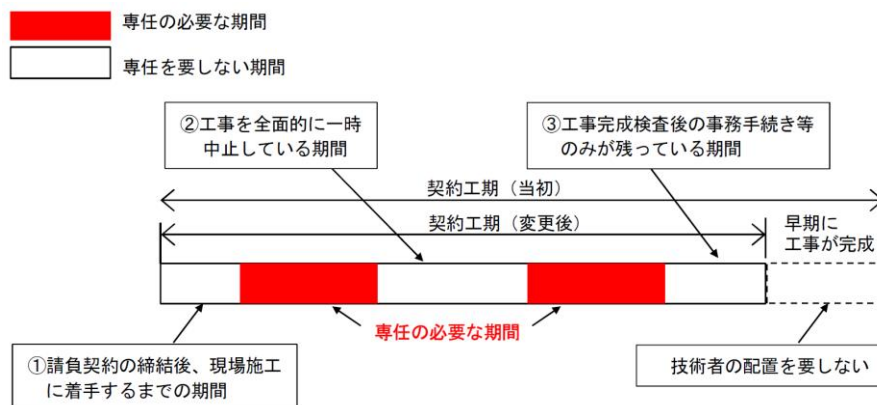 専任の必要な期間
専任を要しない期間
②工事を全面的に一時
中止している期間
③工事完成検査後の事務手続き等
のみが残っている期間
契約工期（当初）
契約工期（変更後）
早期に
工事が完成
専任の必要な期間
①請負契約の締結後、現場施工
に着手するまでの期間
技術者の配置を要しない